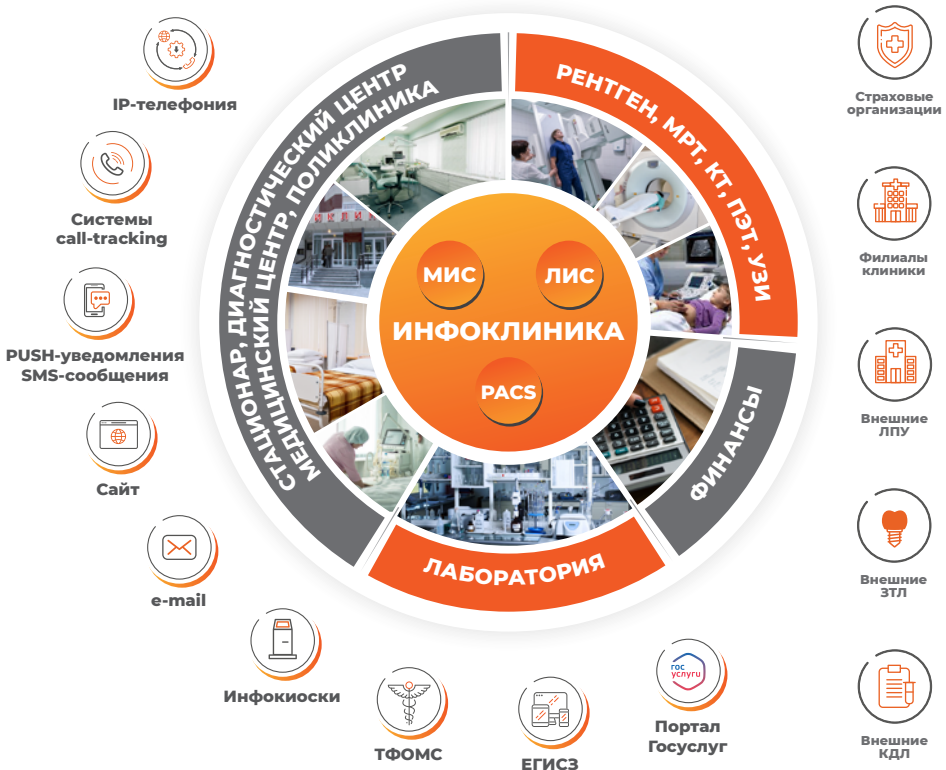 IP-телефония
Системы
call-tracking
PUSH-уведомления
SMS-сообщения
Сайт
e-mail
Инфокиоски
ТФОМС
ЕГИСЗ
гос
услуги
Портал
Госуслуг
СТАЦИОНАР, ДИАГНОСТИЧЕСКИЙ ЦЕНТР
МЕДИЦИНСКИЙ ЦЕНТР, ПОЛИКЛИНИКА
РЕНТГЕН, МРТ, КТ, ПЭТ, УЗИ
ФИНАНСЫ
ЛАБОРАТОРИЯ
МИС
ЛИС
ИНФОКЛИНИКА
PACS
Страховые
организации
Филиалы
клиники
Внешние
ЛПУ
Внешние
ЗТЛ
Внешние
КДЛ